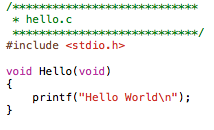 /****************************
 * hello.c
 ****************************/
#include <stdio.h>

void Hello(void)
{
    printf("Hello World\n");
}